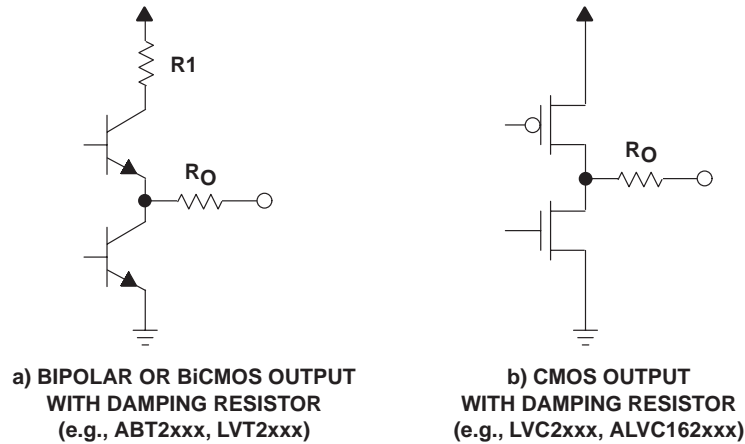 R1
RO
RO
a) BIPOLAR OR BiCMOS OUTPUT
WITH DAMPING RESISTOR
(e.g., ABT2xxx, LVT2xxx)
b) CMOS OUTPUT
WITH DAMPING RESISTOR
(e.g., LVC2xxx, ALVC162xxx)